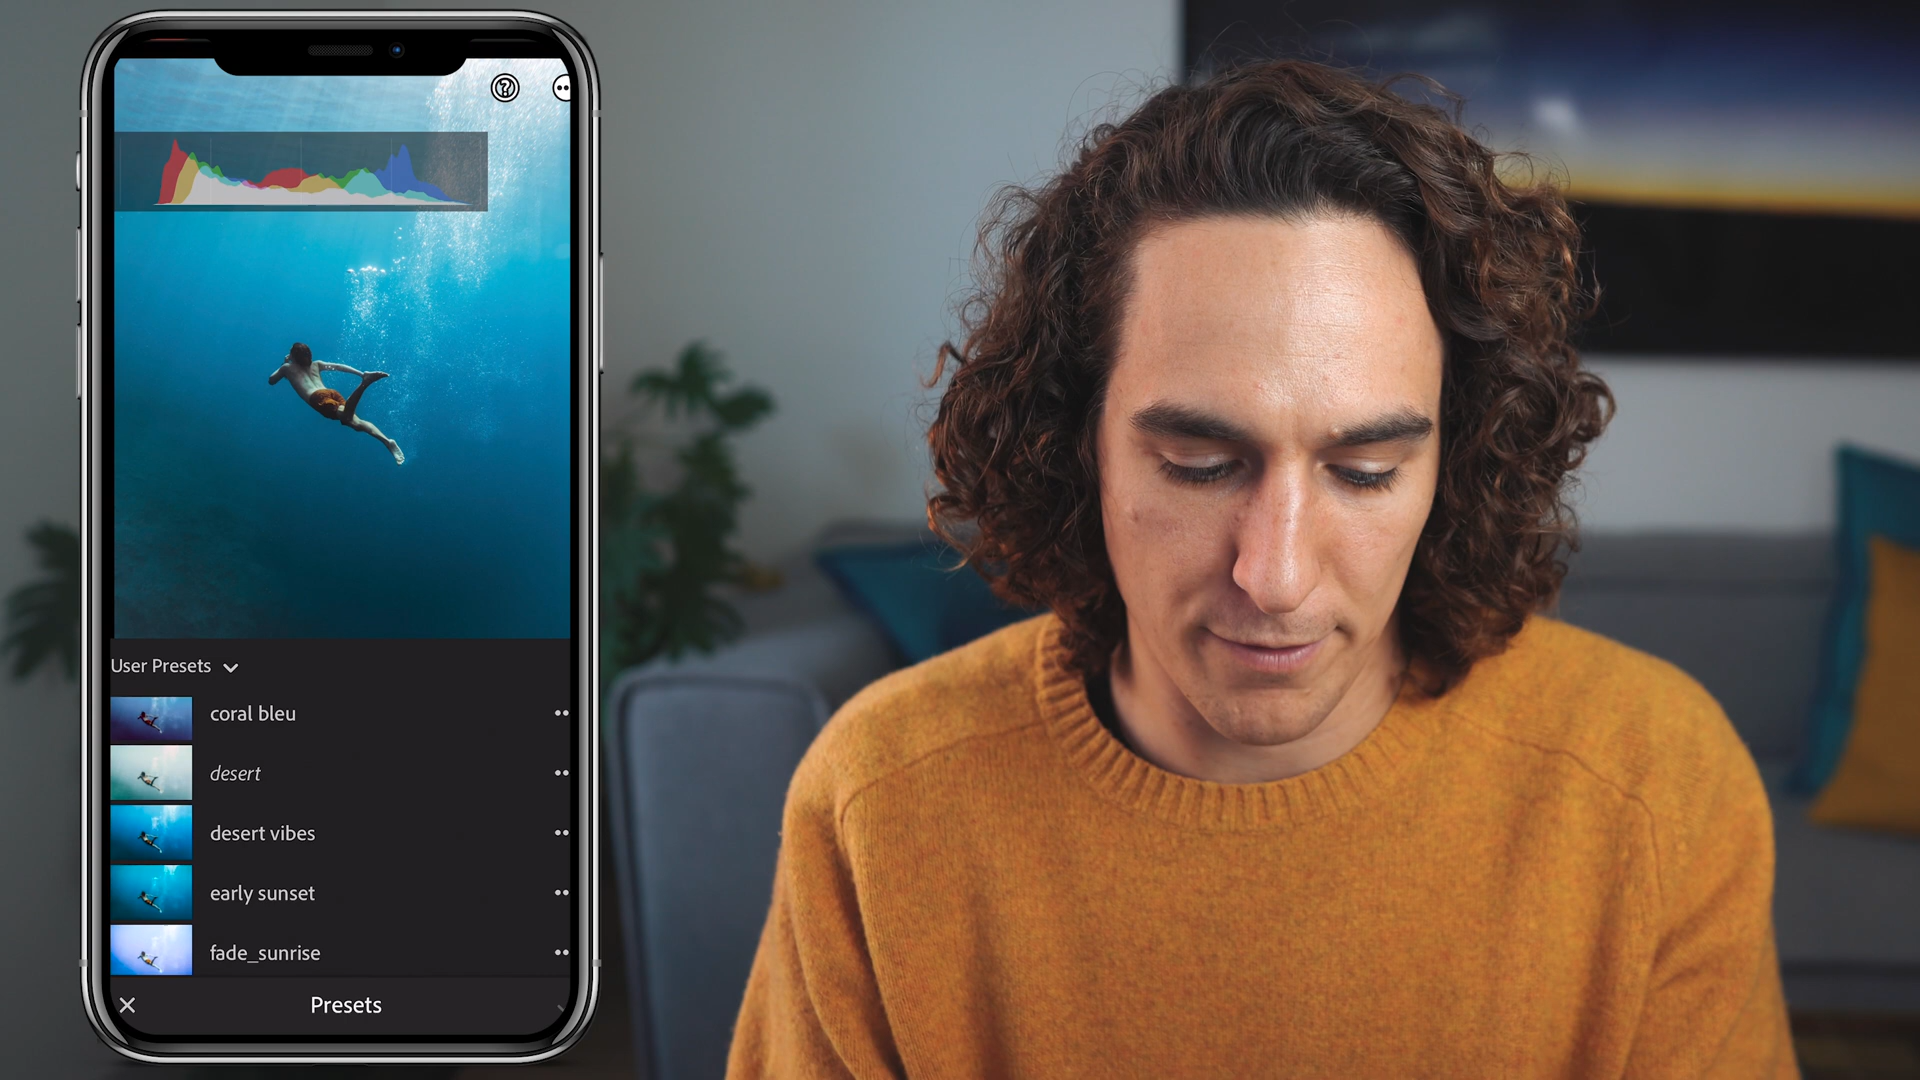 User Presets
coral bleu
desert
desert vibes
early sunset
fade_sunrise
Presets